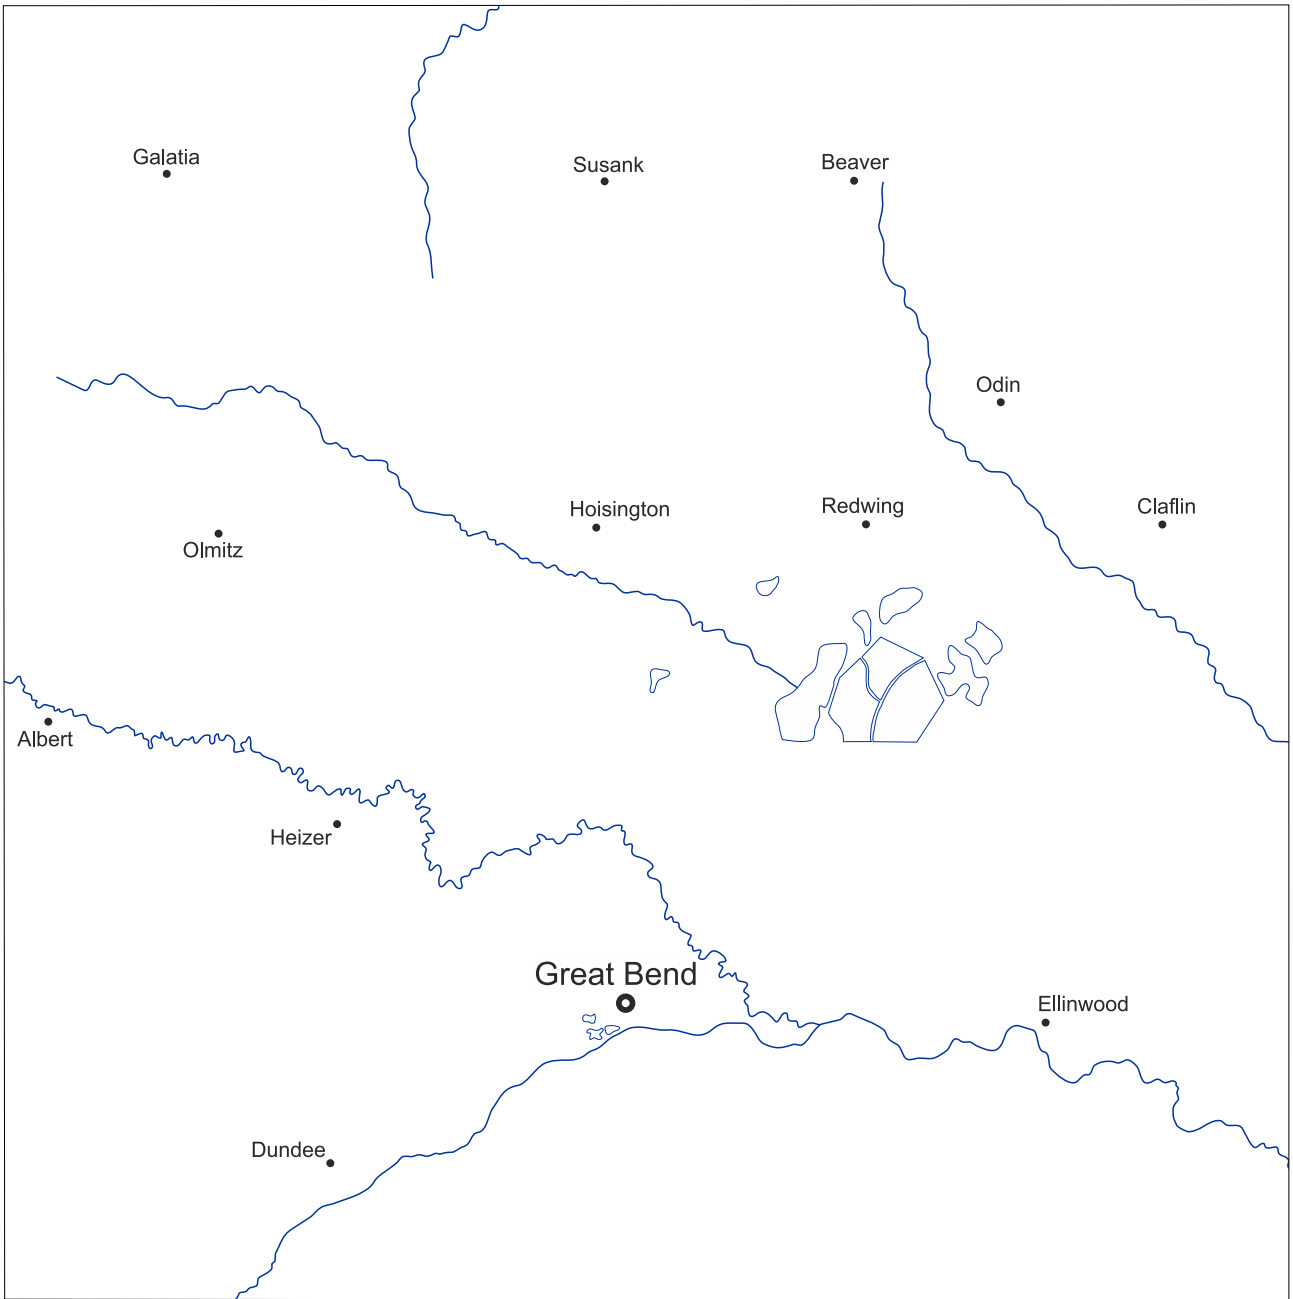 Galatia
Susank
Beaver
Odin
Hoisington
Redwing
Claflin
Olmitz
Albert
Heizer
Great Bend
Ellinwood
Dundee